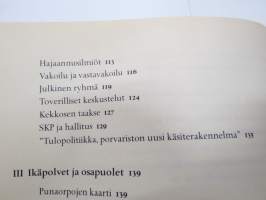 Hajaannusilmiöt 113
Vakoilu ja vastavakoilu 116
Julkinen ryhmä 119
Toverilliset keskustelut 124
Kekkosen taakse 127
SKP ja hallitus 129
"Tulopolitiikka, porvariston uusi käsiterakennelma" 135
III Ikäpolvet ja osapuolet 139
Punaorpojen kaarti 139